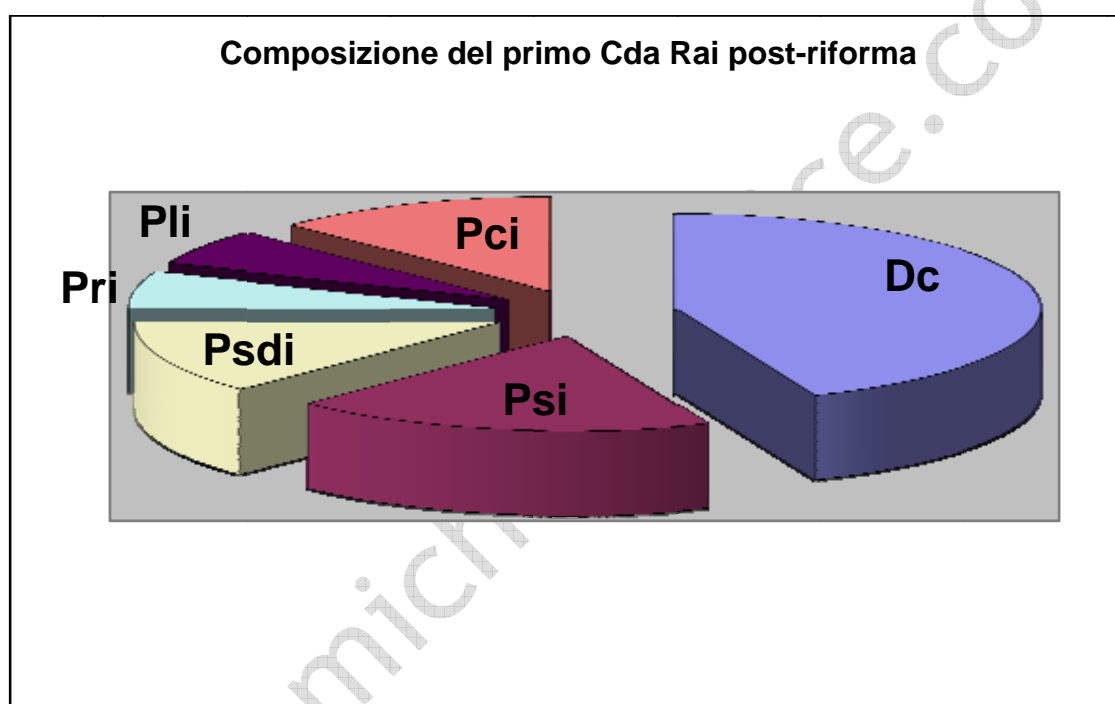 Composizione del primo Cda Rai post-riforma
Pli
Pci
Dc
Pri
Psdi
Psi